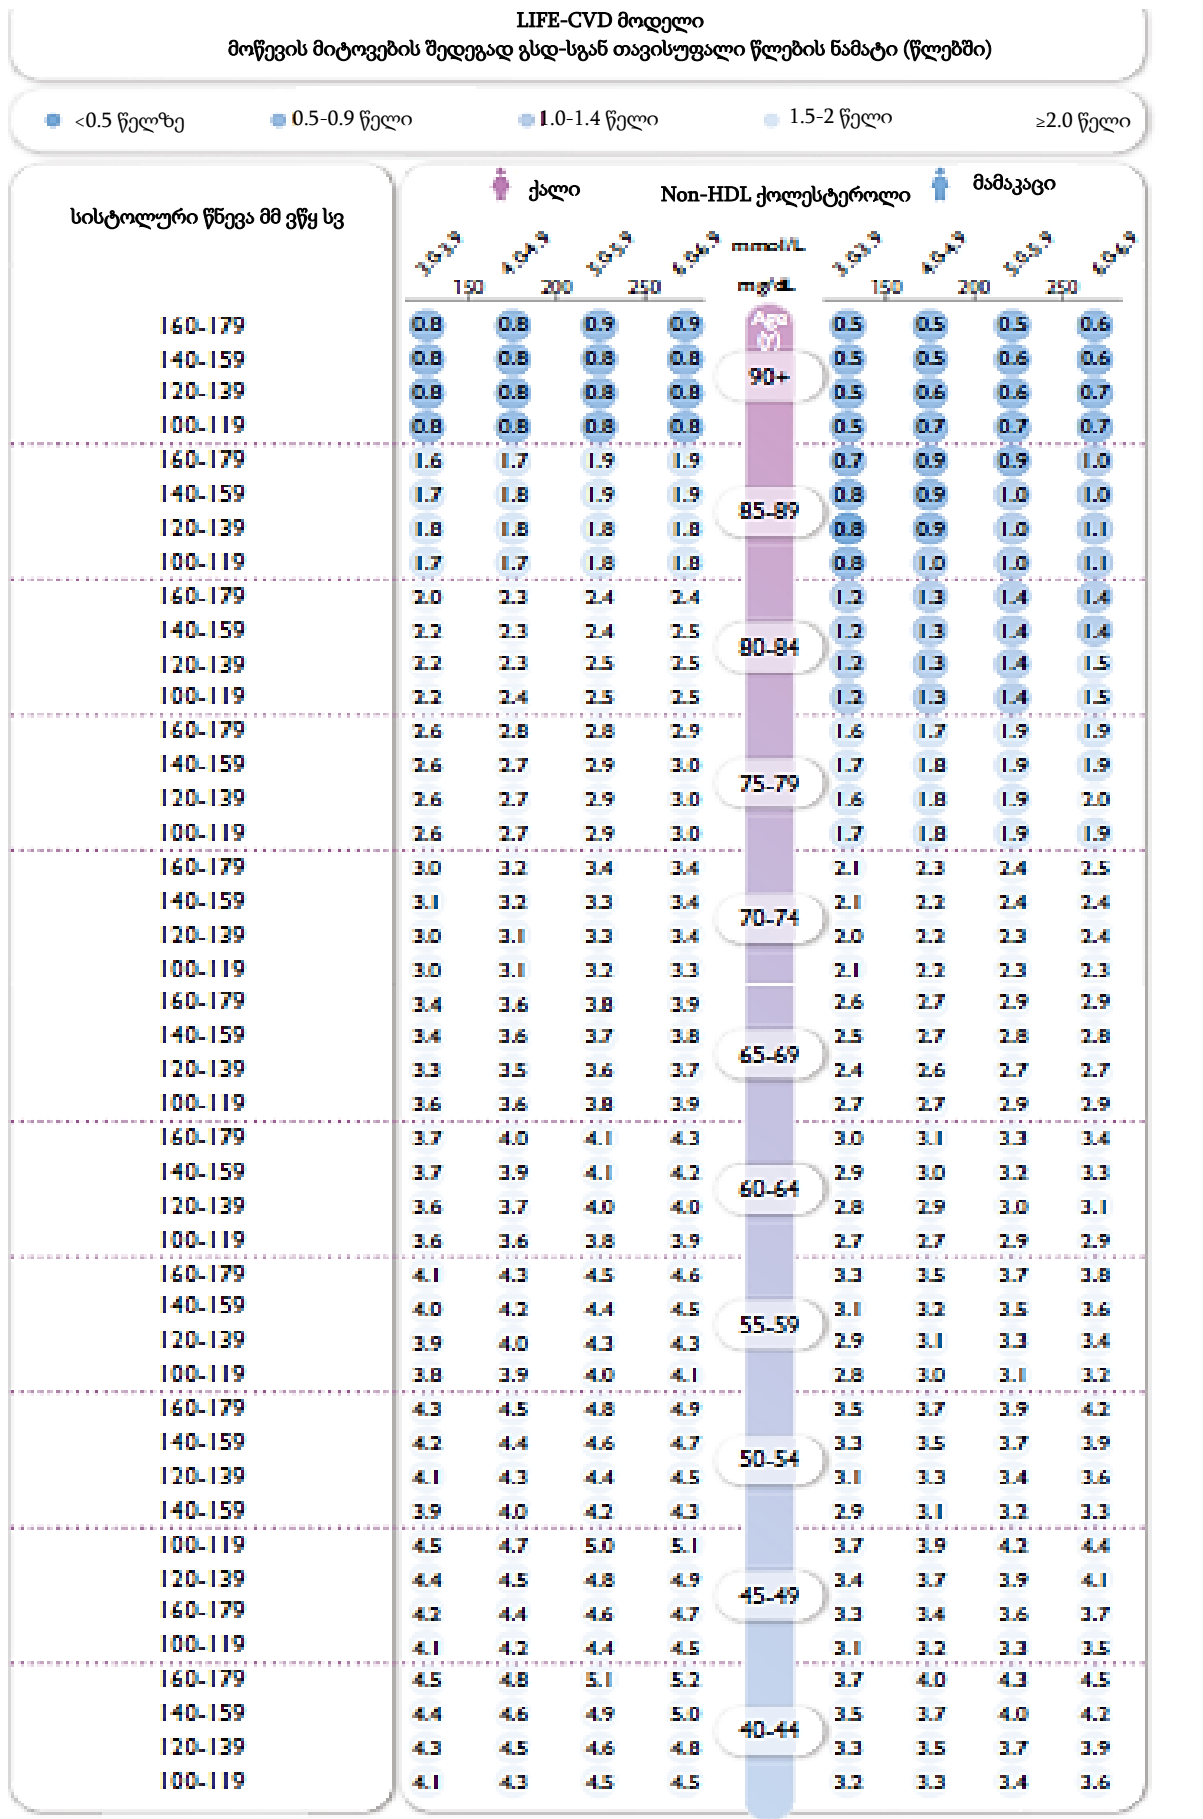 LIFE-CVD მოდელი
მოწევის მიტოვების შედეგად გსდ-სგან თავისუფალი წლების ნამატი (წლებში)
<0.5 წელზე 0.5-0.9 წელი 1.0-1.4 წელი 1.5-2 წელი ≥2.0 წელი
ქალი Non-HDL ქოლესტეროლი მამაკაცი
სისტოლური წნევა მმ ვწყ სვ
3.0-3.9 4.0-4.9 5.0-5.9 6.0-6.9 mmol/L 3.0-3.9 4.0-4.9 5.0-5.9 6.0-6.9
150 200 250 mg/dL 150 200 250
Age (Y)
160-179 0.8 0.8 0.9 0.9 0.5 0.5 0.5 0.6
140-159 0.8 0.8 0.8 0.8 0.5 0.5 0.6 0.6
90+
120-139 0.8 0.8 0.8 0.8 0.5 0.6 0.6 0.7
100-119 0.8 0.8 0.8 0.8 0.5 0.7 0.7 0.7
160-179 1.6 1.7 1.9 1.9 0.7 0.9 0.9 1.0
140-159 1.7 1.8 1.9 1.9 0.8 0.9 1.0 1.0
85-89
120-139 1.8 1.8 1.8 1.8 0.8 0.9 1.0 1.1
100-119 1.7 1.7 1.8 1.8 0.8 1.0 1.0 1.1
160-179 2.0 2.3 2.4 2.4 1.2 1.3 1.4 1.4
140-159 2.2 2.3 2.4 2.5 1.2 1.3 1.4 1.4
80-84
120-139 2.2 2.3 2.5 2.5 1.2 1.3 1.4 1.5
100-119 2.2 2.4 2.5 2.5 1.2 1.3 1.4 1.5
160-179 2.6 2.8 2.8 2.9 1.6 1.7 1.9 1.9
140-159 2.6 2.7 2.9 3.0 1.7 1.8 1.9 1.9
75-79
120-139 2.6 2.7 2.9 3.0 1.6 1.8 1.9 2.0
100-119 2.6 2.7 2.9 3.0 1.7 1.8 1.9 1.9
160-179 3.0 3.2 3.4 3.4 2.1 2.3 2.4 2.5
140-159 3.1 3.2 3.3 3.4 2.1 2.2 2.4 2.4
70-74
120-139 3.0 3.1 3.3 3.4 2.0 2.2 2.3 2.4
100-119 3.0 3.1 3.2 3.3 2.1 2.2 2.3 2.3
160-179 3.4 3.6 3.8 3.9 2.6 2.7 2.9 2.9
140-159 3.4 3.6 3.7 3.8 2.5 2.7 2.8 2.8
65-69
120-139 3.3 3.5 3.6 3.7 2.4 2.6 2.7 2.7
100-119 3.6 3.6 3.8 3.9 2.7 2.7 2.9 2.9
160-179 3.7 4.0 4.1 4.3 3.0 3.1 3.3 3.4
140-159 3.7 3.9 4.1 4.2 2.9 3.0 3.2 3.3
60-64
120-139 3.6 3.7 4.0 4.0 2.8 2.9 3.0 3.1
100-119 3.6 3.6 3.8 3.9 2.7 2.7 2.9 2.9
160-179 4.1 4.3 4.5 4.6 3.3 3.5 3.7 3.8
140-159 4.0 4.2 4.4 4.5 3.1 3.2 3.5 3.6
55-59
120-139 3.9 4.0 4.3 4.3 2.9 3.1 3.3 3.4
100-119 3.8 3.9 4.0 4.1 2.8 3.0 3.1 3.2
160-179 4.3 4.5 4.8 4.9 3.5 3.7 3.9 4.2
140-159 4.2 4.4 4.6 4.7 3.3 3.5 3.7 3.9
50-54
120-139 4.1 4.3 4.4 4.5 3.1 3.3 3.4 3.6
140-159 3.9 4.0 4.2 4.3 2.9 3.1 3.2 3.3
100-119 4.5 4.7 5.0 5.1 3.7 3.9 4.2 4.4
120-139 4.4 4.5 4.8 4.9 3.4 3.7 3.9 4.1
45-49
160-179 4.2 4.4 4.6 4.7 3.3 3.4 3.6 3.7
100-119 4.1 4.2 4.4 4.5 3.1 3.2 3.3 3.5
160-179 4.5 4.8 5.1 5.2 3.7 4.0 4.3 4.5
140-159 4.4 4.6 4.9 5.0 3.5 3.7 4.0 4.2
40-44
120-139 4.3 4.5 4.6 4.8 3.3 3.5 3.7 3.9
100-119 4.1 4.3 4.5 4.5 3.2 3.3 3.4 3.6